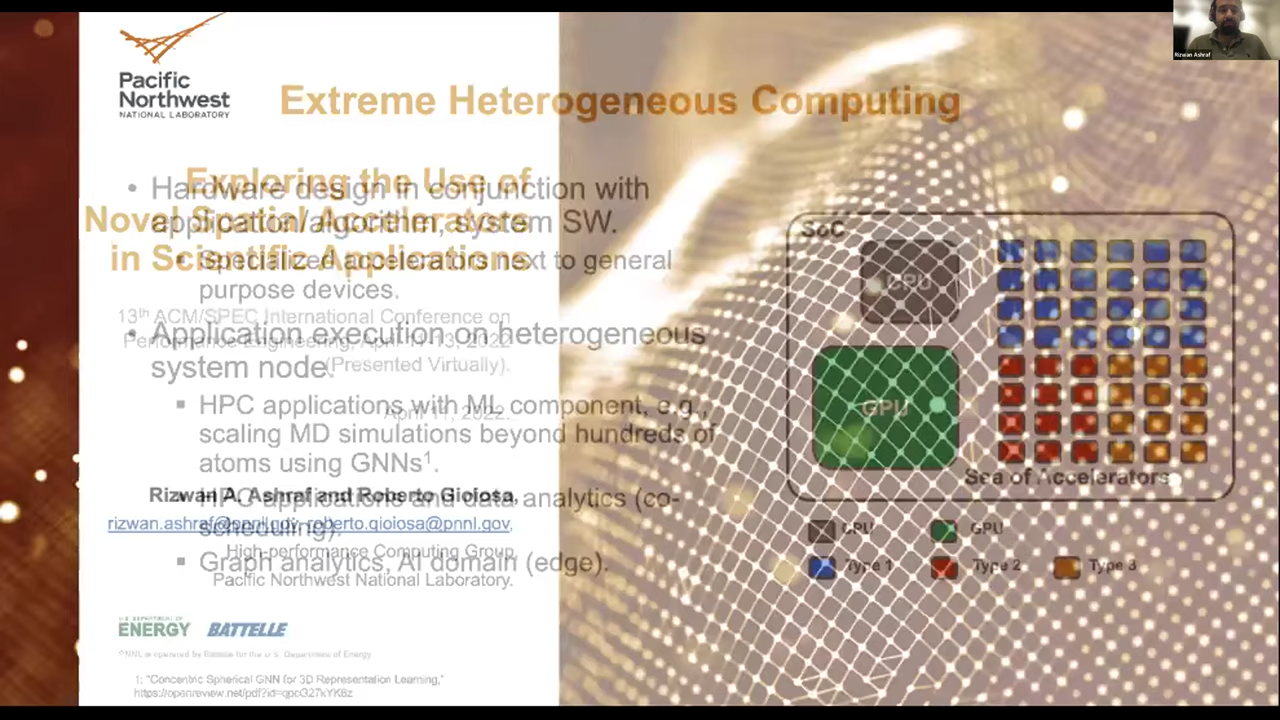 Rizwan Ashraf
Pacific
Northwest
NATIONAL LABORATORY
Extreme Heterogeneous Computing
Exploring the Use of
Novel Spatial Accelerators
in Scientific Applications
13th ACM/SPEC International Conference on
Performance Engineering, April 11-13, 2022
(Presented Virtually).
April 11, 2022.
Rizwan A. Ashraf and Roberto Gioiosa,
rizwan.ashraf@pnnl.gov, roberto.gioiosa@pnnl.gov,
High-performance Computing Group,
Pacific Northwest National Laboratory.
U.S. DEPARTMENT OF
ENERGY BATTELLE
PNNL is operated by Battelle for the U.S. Department of Energy
• Hardware design in conjunction with
application/algorithm, system SW.
▪ Specialized accelerators next to general
purpose devices.
• Application execution on heterogeneous
system node.
▪ HPC applications with ML component, e.g.,
scaling MD simulations beyond hundreds of
atoms using GNNs¹.
▪ HPC applications and data analytics (co-
scheduling).
▪ Graph analytics, AI domain (edge).
1: "Concentric Spherical GNN for 3D Representation Learning,"
SoC
CPU
GPU
Sea of Accelerators
CPU GPU
Type 1 Type 2 Type 3